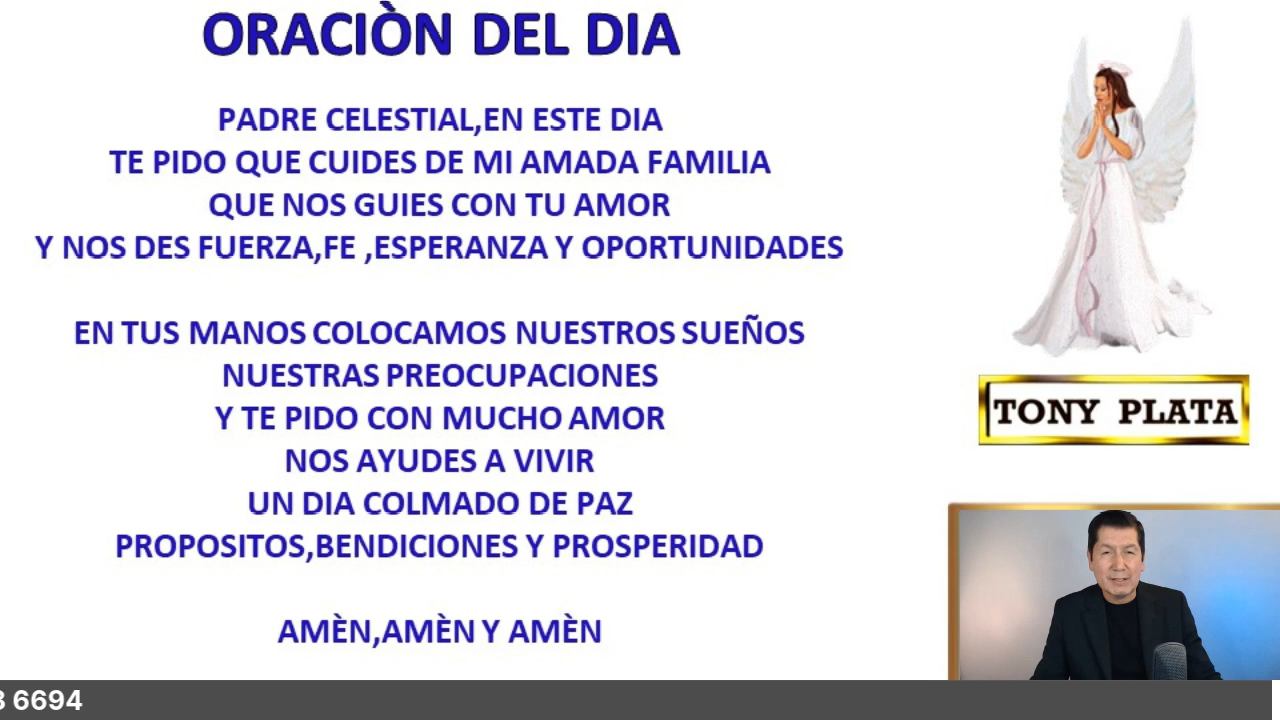 ORACIÒN DEL DIA
PADRE CELESTIAL,EN ESTE DIA
TE PIDO QUE CUIDES DE MI AMADA FAMILIA
QUE NOS GUIES CON TU AMOR
Y NOS DES FUERZA,FE ,ESPERANZA Y OPORTUNIDADES
EN TUS MANOS COLOCAMOS NUESTROS SUEÑOS
NUESTRAS PREOCUPACIONES
Y TE PIDO CON MUCHO AMOR
NOS AYUDES A VIVIR
UN DIA COLMADO DE PAZ
PROPOSITOS,BENDICIONES Y PROSPERIDAD
AMÈN,AMÈN Y AMÈN
TONY PLATA
6694